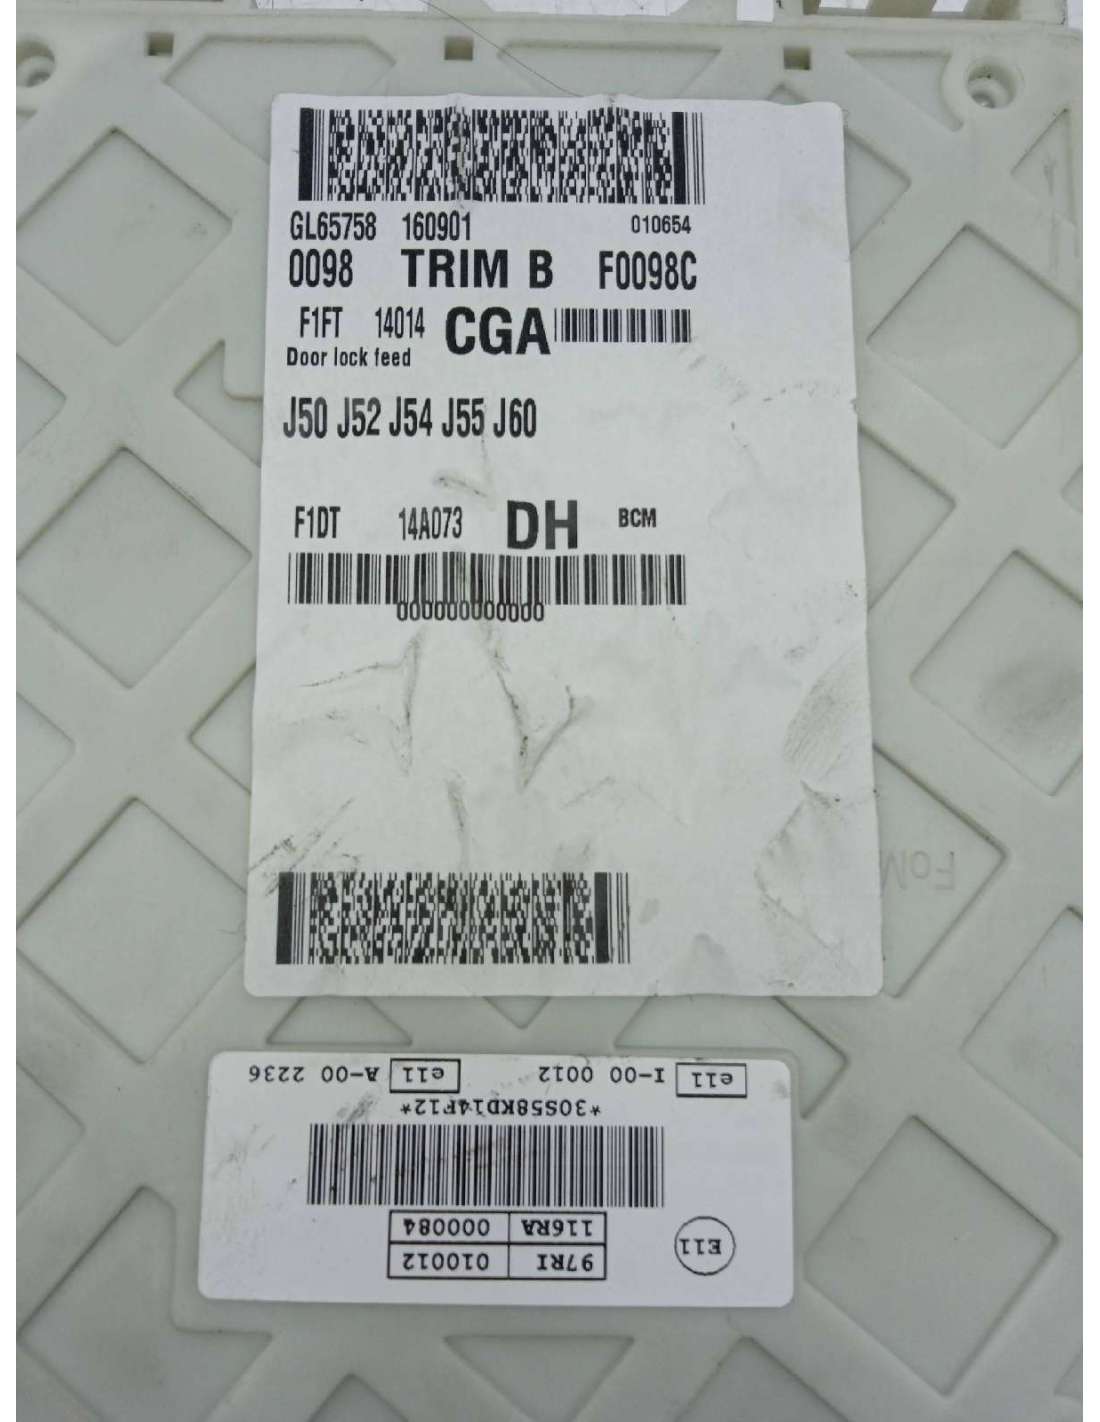 GL65758 160901 010654
0098 TRIM B F0098C
F1FT 14014 CGA
Door lock feed
J50 J52 J54 J55 J60
F1DT 14A073 DH BCM
000000000000
FoM
e11 I-00 0012 e11 A-00 2236
*30S58KD14F12*
116RA 000084
E11
97RI 010012